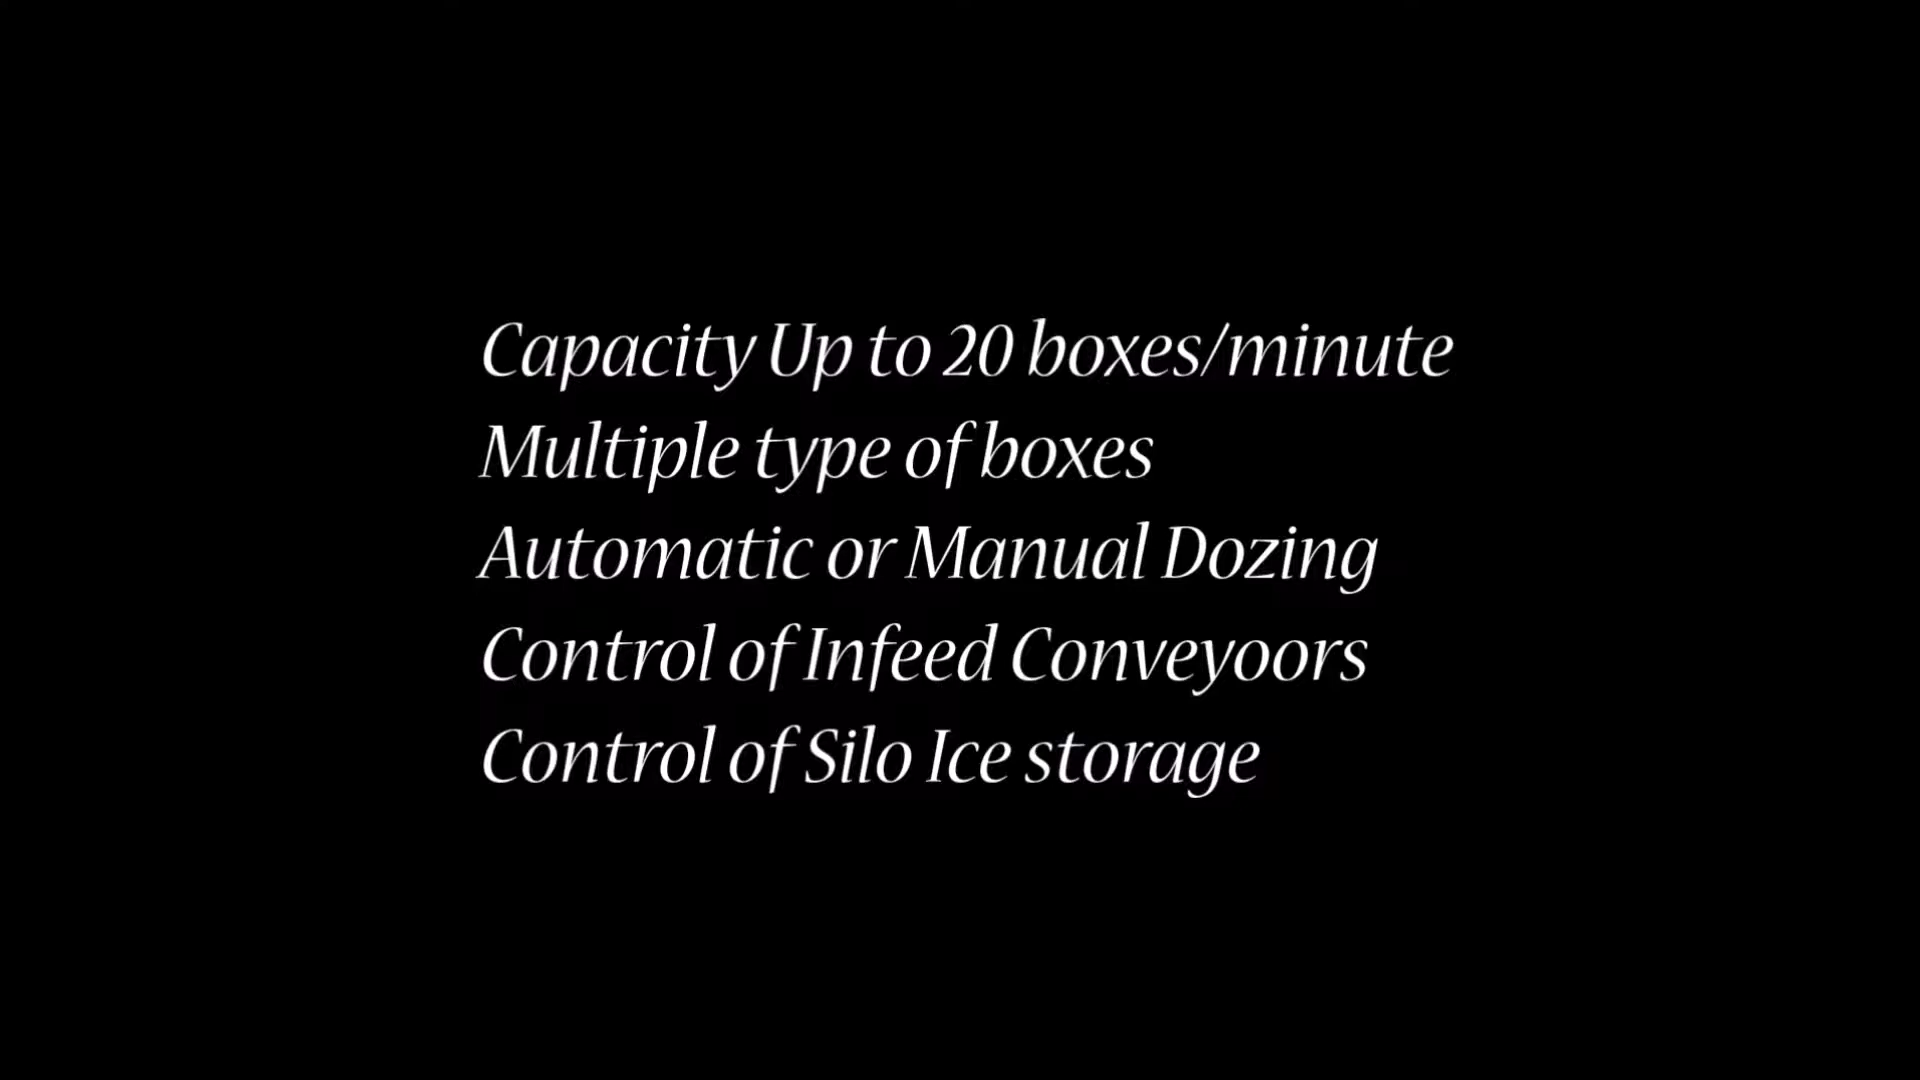 Capacity Up to 20 boxes/minute
Multiple type of boxes
Automatic or Manual Dozing
Control of Infeed Conveyoors
Control of Silo Ice storage